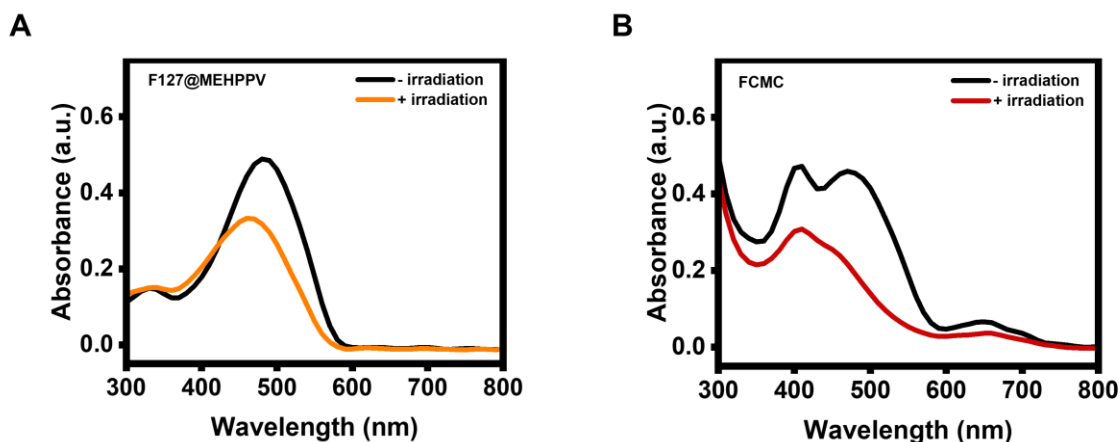 A
F127@MEHPPV
- irradiation
+ irradiation
0.6
0.4
0.2
0.0
Absorbance (a.u.)
300 400 500 600 700 800
Wavelength (nm)
B
FCMC
- irradiation
+ irradiation
0.6
0.4
0.2
0.0
Absorbance (a.u.)
300 400 500 600 700 800
Wavelength (nm)